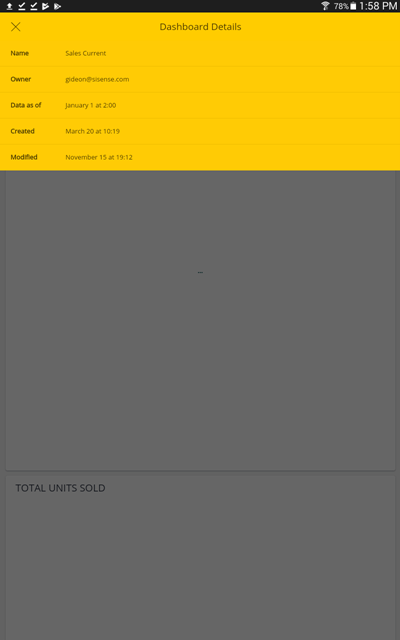 78% 1:58 PM
Dashboard Details
Name Sales Current
Owner gideon@sisense.com
Data as of January 1 at 2:00
Created March 20 at 10:19
Modified November 15 at 19:12
TOTAL UNITS SOLD